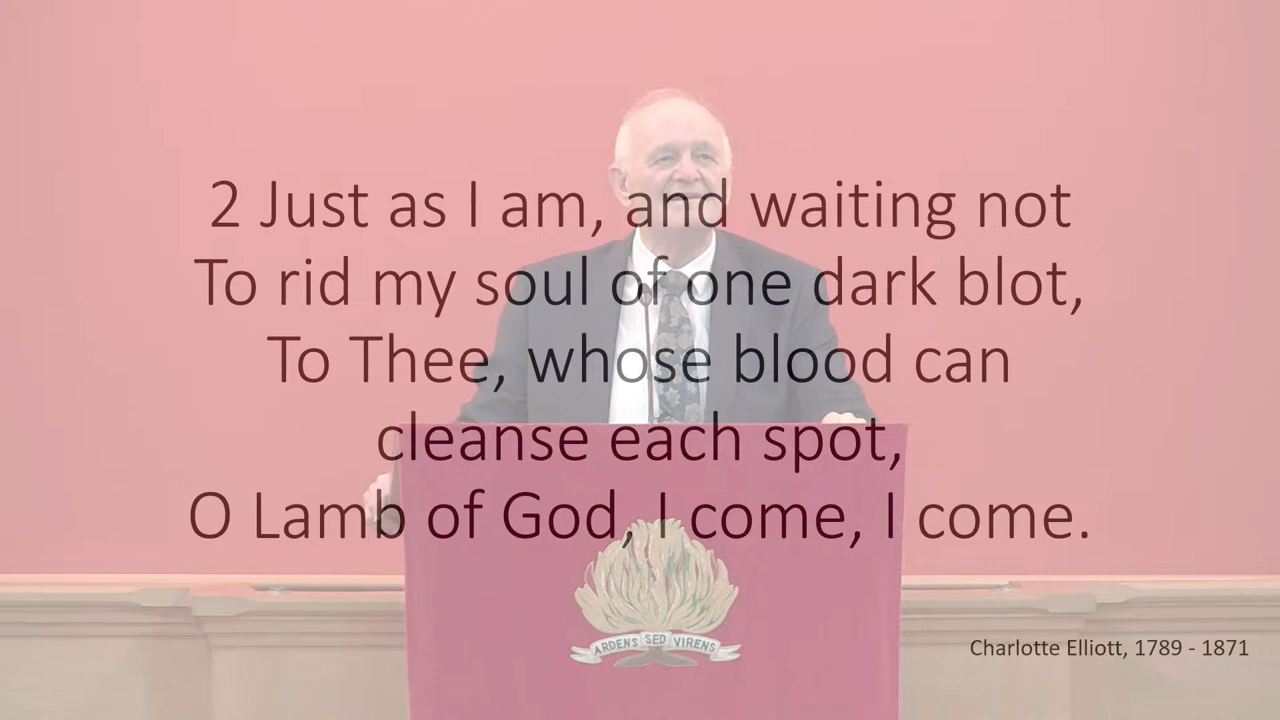 2 Just as I am, and waiting not
To rid my soul of one dark blot,
To Thee, whose blood can
cleanse each spot,
O Lamb of God, I come, I come.
ARDENS SED VIRENS
Charlotte Elliott, 1789 - 1871